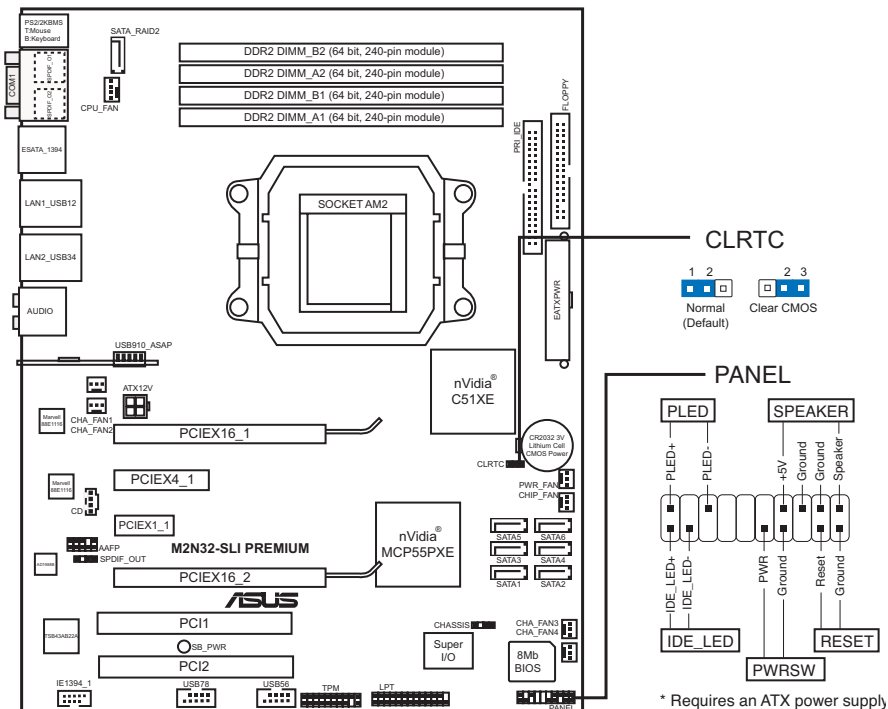 PS2/2KBMS
T:Mouse
B:Keyboard
SATA_RAID2
COM1
SPDIF_O1
SPDIF_O2
CPU_FAN
DDR2 DIMM_B2 (64 bit, 240-pin module)
DDR2 DIMM_A2 (64 bit, 240-pin module)
DDR2 DIMM_B1 (64 bit, 240-pin module)
DDR2 DIMM_A1 (64 bit, 240-pin module)
FLOPPY
PRI_IDE
ESATA_1394
LAN1_USB12
LAN2_USB34
AUDIO
SOCKET AM2
EATXPWR
USB910_ASAP
ATX12V
CHA_FAN1
CHA_FAN2
Marvell
88E1116
nVidia®
C51XE
PCIEX16_1
CR2032 3V
Lithium Cell
CMOS Power
CLRTC
PCIEX4_1
PWR_FAN
CHIP_FAN
Marvell
88E1116
CD
PCIEX1_1
AAFP
SPDIF_OUT
M2N32-SLI PREMIUM
nVidia®
MCP55PXE
SATA5
SATA6
SATA3
SATA4
SATA1
SATA2
PCIEX16_2
ASUS
PCI1
TSB43AB22A
SB_PWR
PCI2
CHASSIS
Super
I/O
8Mb
BIOS
CHA_FAN3
CHA_FAN4
IE1394_1
USB78
USB56
TPM
LPT
PANEL
CLRTC
1 2
2 3
Normal
(Default)
Clear CMOS
PANEL
PLED
SPEAKER
PLED+
PLED-
+5V
Ground
Ground
Speaker
IDE_LED+
IDE_LED-
PWR
Ground
Reset
Ground
IDE_LED
RESET
PWRSW
* Requires an ATX power supply